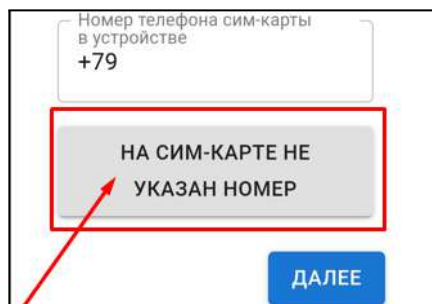 Номер телефона сим-карты
в устройстве
+79
НА СИМ-КАРТЕ НЕ
УКАЗАН НОМЕР
ДАЛЕЕ